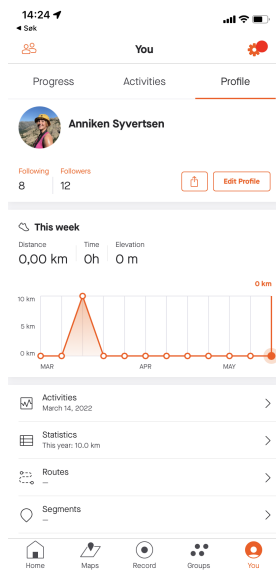 14:24
◀ Søk
You
Progress Activities Profile
Anniken Syvertsen
Following Followers
8 12
Edit Profile
This week
Distance Time Elevation
0,00 km 0h 0 m
0 km
10 km
5 km
0 km
MAR APR MAY
Activities
March 14, 2022
Statistics
This year: 10.0 km
Routes
—
Segments
—
Home Maps Record Groups You